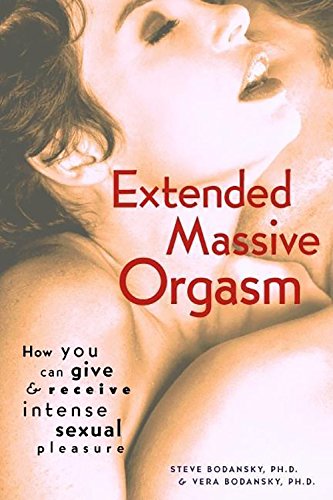 Extended
Massive
Orgasm
How you
can give
& receive
intense
sexual
pleasure
STEVE BODANSKY, PH.D.
& VERA BODANSKY, PH.D.